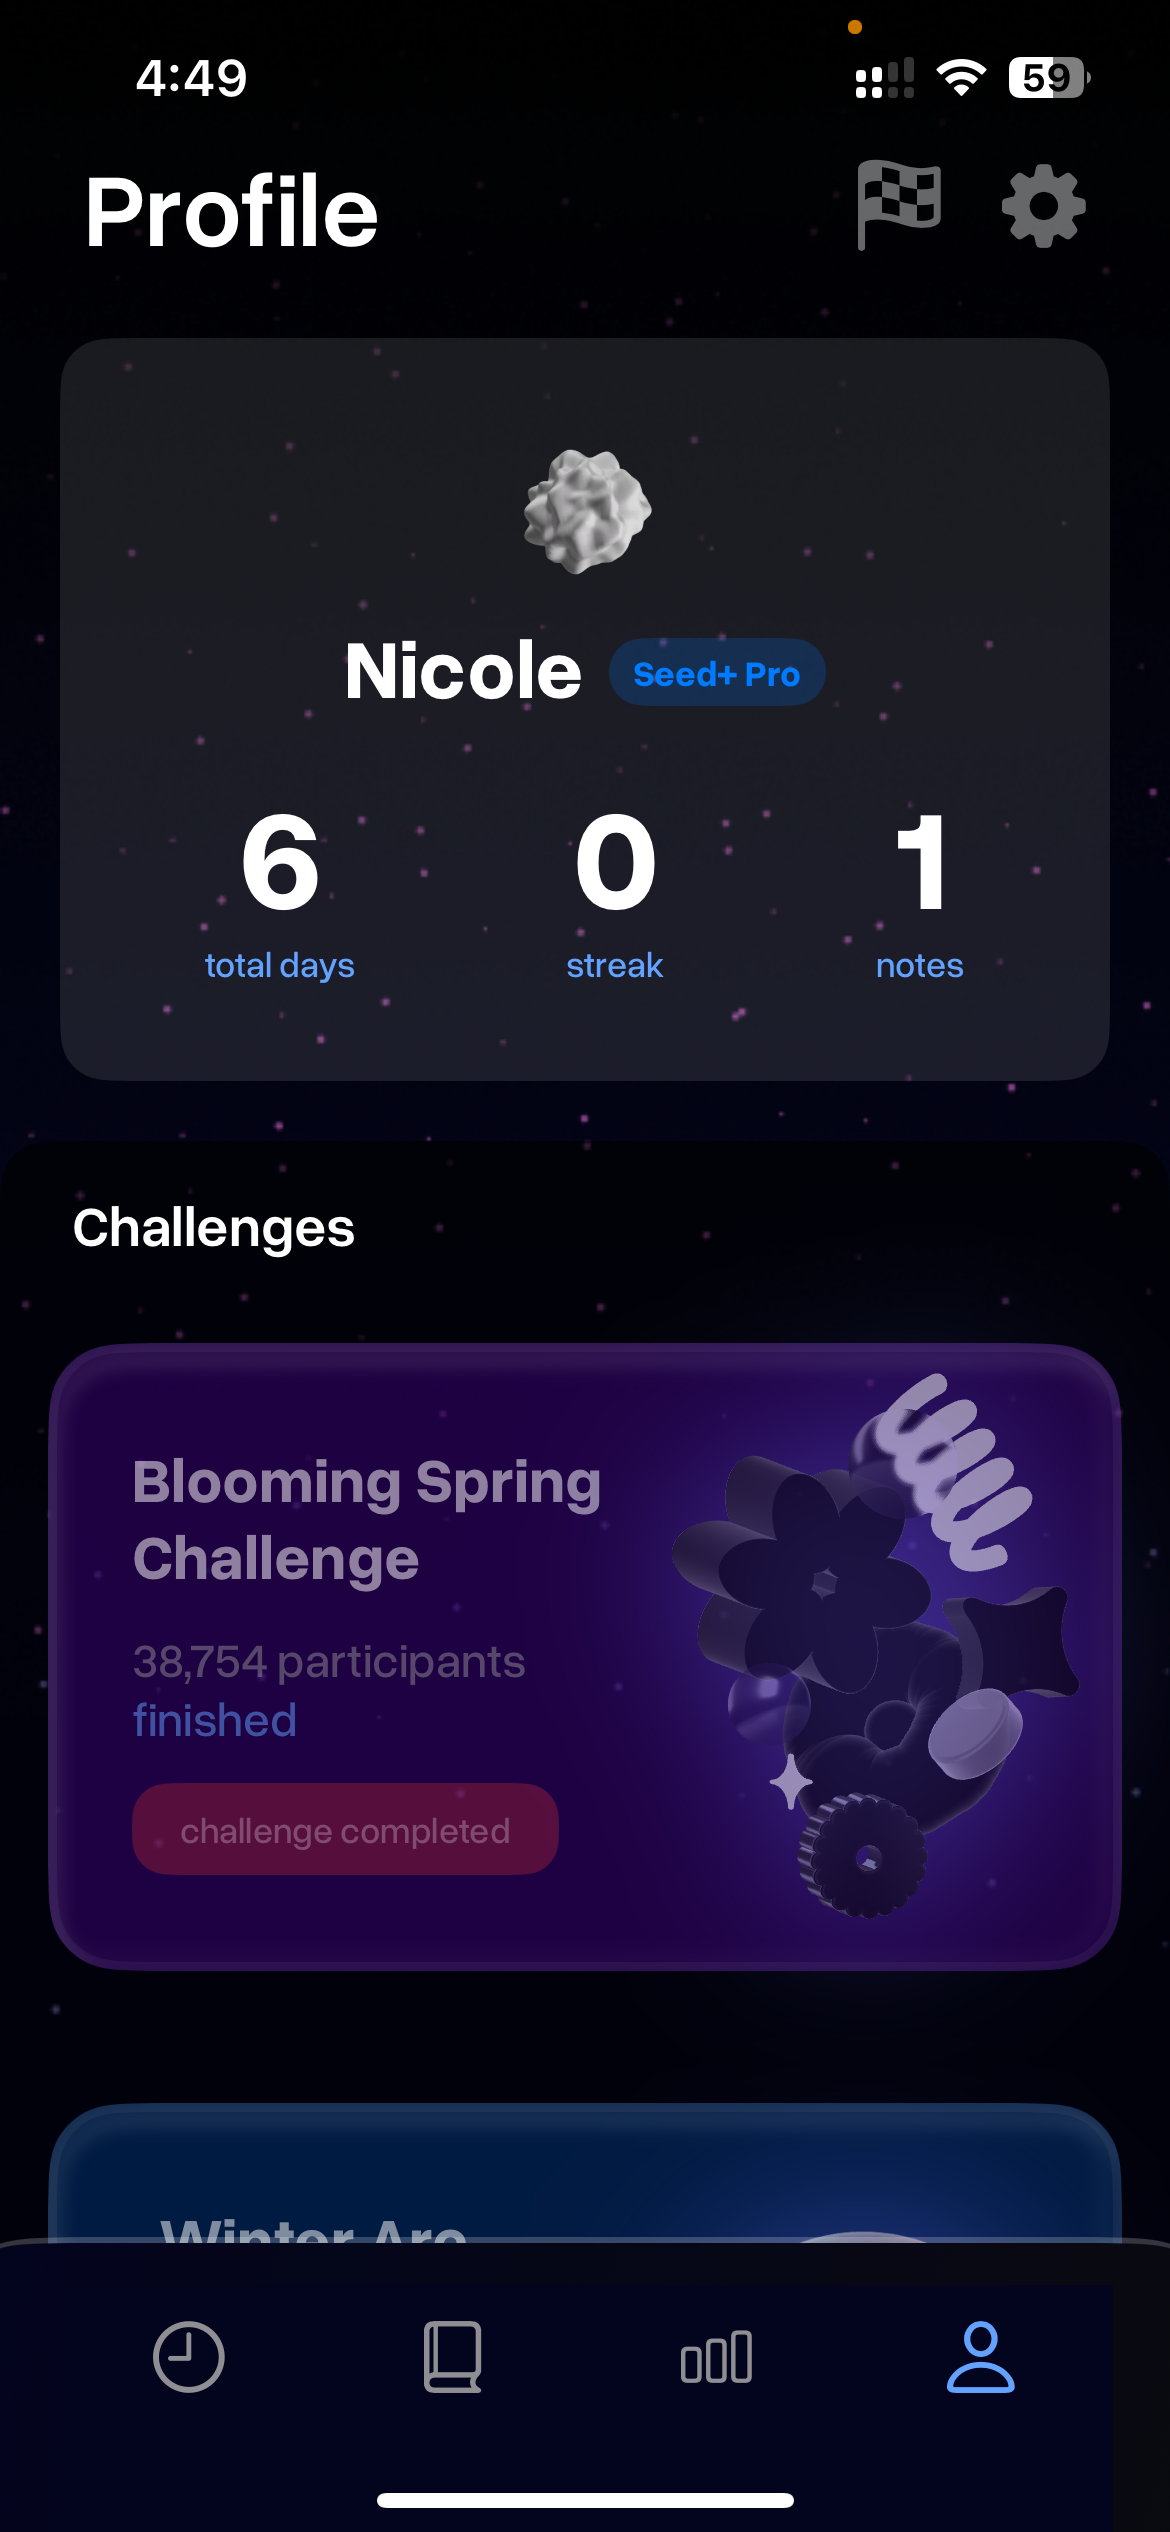 4:49
59
Profile
Nicole
Seed+ Pro
6
0
1
total days
streak
notes
Challenges
Blooming Spring
Challenge
38,754 participants
finished
challenge completed
Winter Arc